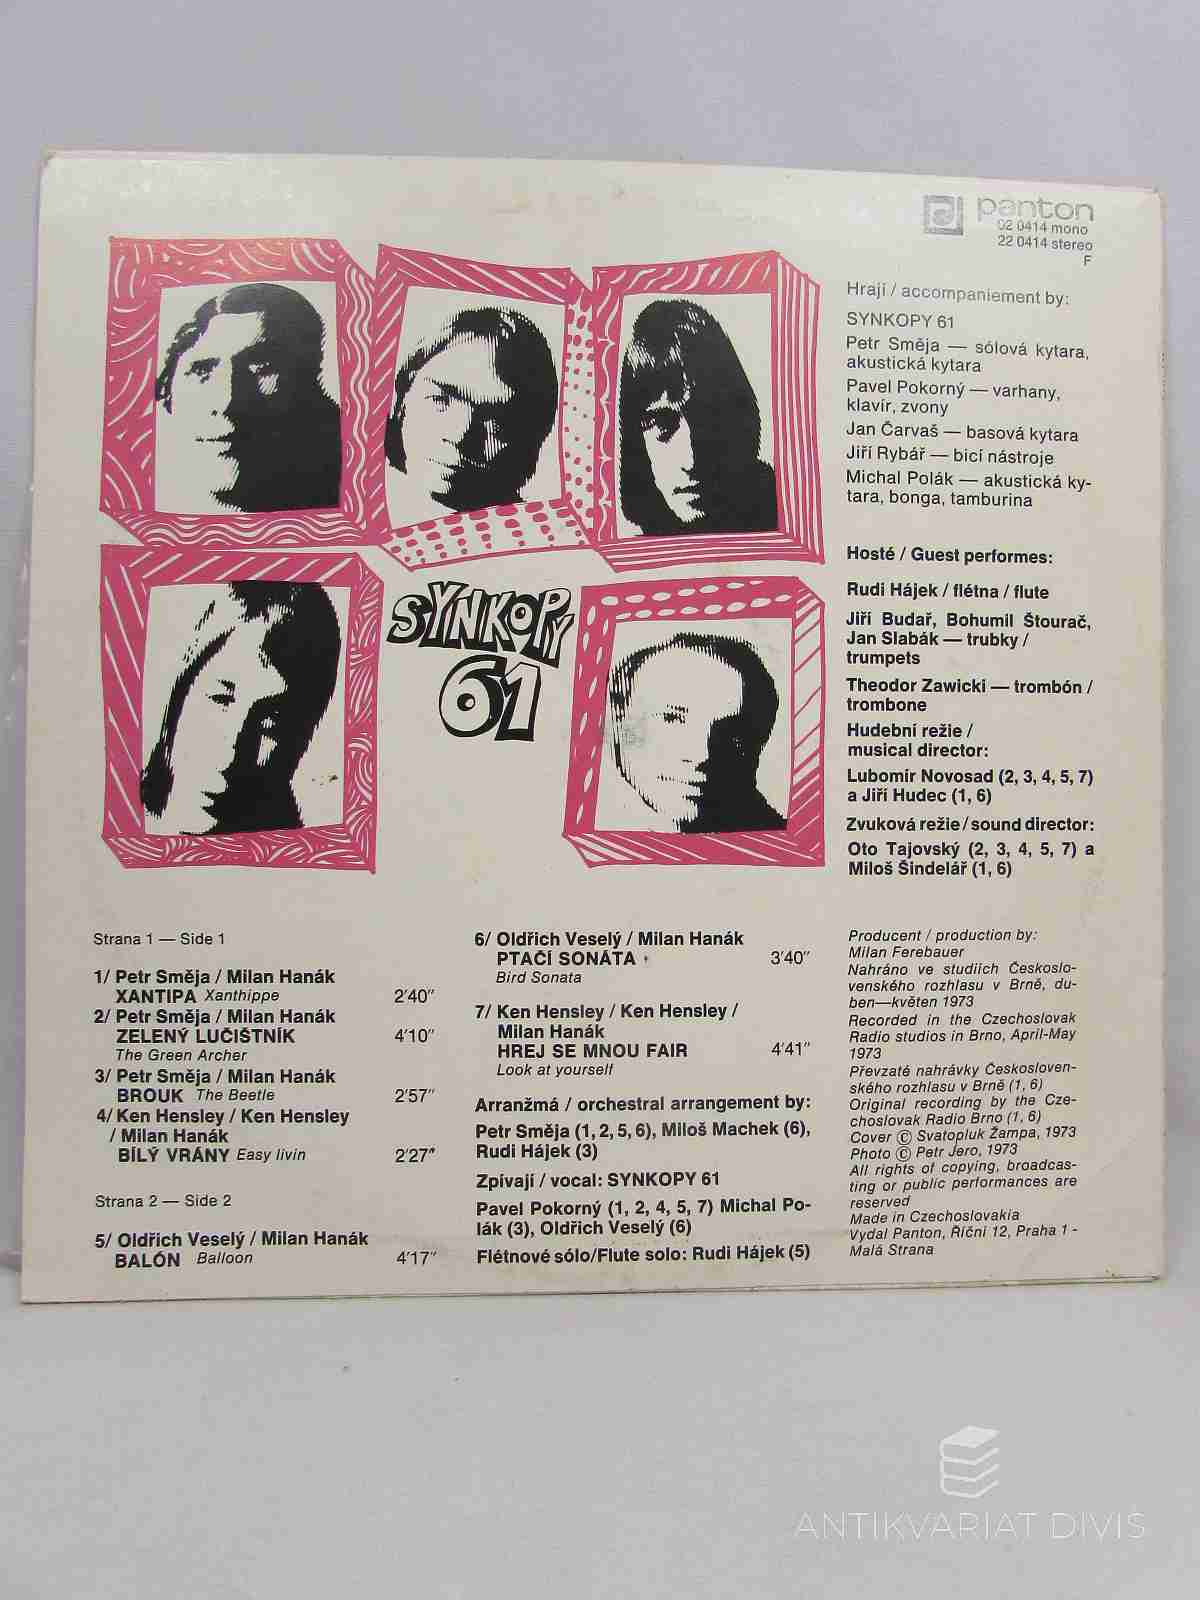 panton
02 0414 mono
22 0414 stereo
F
Hrají / accompaniement by:
SYNKOPY 61
Petr Směja — sólová kytara,
akustická kytara
Pavel Pokorný — varhany,
klavír, zvony
Jan Čarvaš — basová kytara
Jiří Rybář — bicí nástroje
Michal Polák — akustická ky-
tara, bonga, tamburina
Hosté / Guest performes:
Rudi Hájek / flétna / flute
Jiří Budař, Bohumil Štourač,
Jan Slabák — trubky /
trumpets
Theodor Zawicki — trombón /
trombone
Hudební režie /
musical director:
Lubomír Novosad (2, 3, 4, 5, 7)
a Jiří Hudec (1, 6)
Zvuková režie / sound director:
Oto Tajovský (2, 3, 4, 5, 7) a
Miloš Šindelář (1, 6)
SYNKOPY
61
Strana 1 — Side 1
1/ Petr Směja / Milan Hanák
XANTIPA Xanthippe 2′40″
2/ Petr Směja / Milan Hanák
ZELENÝ LUČIŠTNÍK 4′10″
The Green Archer
3/ Petr Směja / Milan Hanák
BROUK The Beetle 2′57″
4/ Ken Hensley / Ken Hensley
/ Milan Hanák
BÍLÝ VRÁNY Easy livin 2′27″
Strana 2 — Side 2
5/ Oldřich Veselý / Milan Hanák
BALÓN Balloon 4′17″
6/ Oldřich Veselý / Milan Hanák
PTAČÍ SONÁTA 3′40″
Bird Sonata
7/ Ken Hensley / Ken Hensley /
Milan Hanák
HREJ SE MNOU FAIR 4′41″
Look at yourself
Arranžmá / orchestral arrangement by:
Petr Směja (1, 2, 5, 6), Miloš Machek (6),
Rudi Hájek (3)
Zpívají / vocal: SYNKOPY 61
Pavel Pokorný (1, 2, 4, 5, 7) Michal Po-
lák (3), Oldřich Veselý (6)
Flétnové sólo/Flute solo: Rudi Hájek (5)
Producent / production by:
Milan Ferebauer
Nahráno ve studiích Českoslo-
venského rozhlasu v Brně, du-
ben—květen 1973
Recorded in the Czechoslovak
Radio studios in Brno, April-May
1973
Převzaté nahrávky Českosloven-
ského rozhlasu v Brně (1, 6)
Original recording by the Cze-
choslovak Radio Brno (1, 6)
Cover © Svatopluk Žampa, 1973
Photo © Petr Jero, 1973
All rights of copying, broadcas-
ting or public performances are
reserved
Made in Czechoslovakia
Vydal Panton, Říční 12, Praha 1 -
Malá Strana
ANTIKVARIAT DIVIŠ